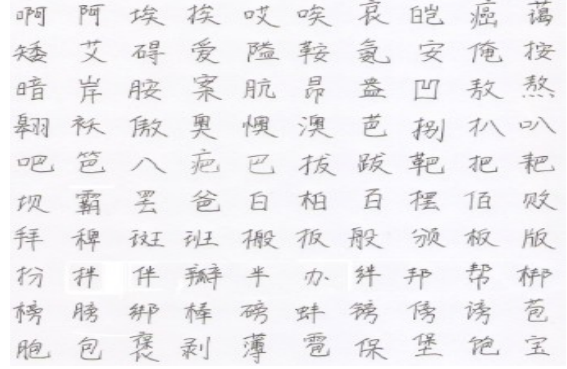 啊 阿 埃 挨 哎 唉 哀 皑 癌 蔼
矮 艾 碍 爱 隘 鞍 氨 安 俺 按
暗 岸 胺 案 肮 昂 盎 凹 敖 熬
翱 袄 傲 奥 懊 澳 芭 捌 扒 叭
吧 笆 八 疤 巴 拔 跋 靶 把 耙
坝 霸 罢 爸 白 柏 百 摆 佰 败
拜 稗 斑 班 搬 扳 般 颁 板 版
扮 拌 伴 瓣 半 办 绊 邦 帮 梆
榜 膀 绑 棒 磅 蚌 镑 傍 谤 苞
胞 包 褒 剥 薄 雹 保 堡 饱 宝